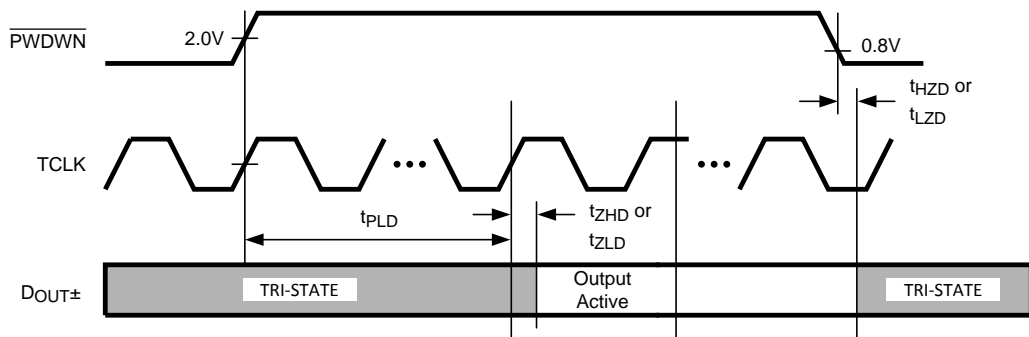 PWDWN
2.0V
0.8V
tHZD or
tLZD
TCLK
•••
•••
tPLD
tZHD or
tZLD
DOUT±
TRI-STATE
Output
Active
TRI-STATE